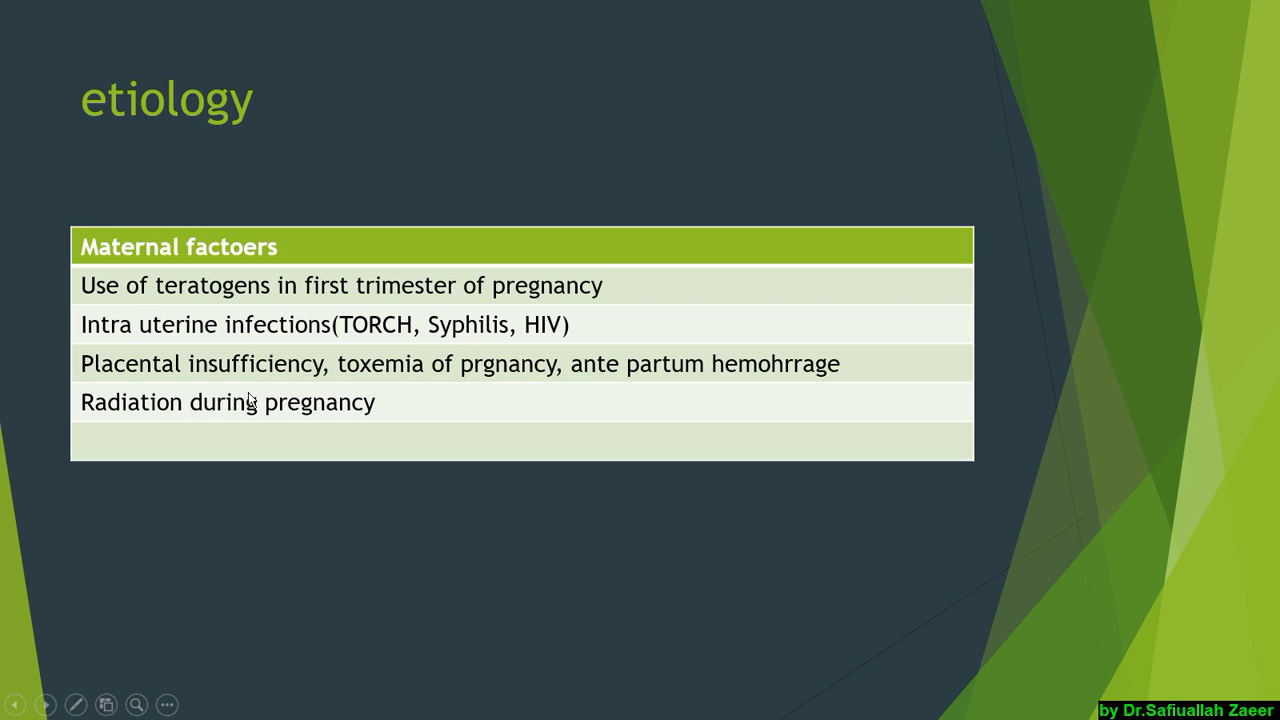 etiology
Maternal factoers
Use of teratogens in first trimester of pregnancy
Intra uterine infections(TORCH, Syphilis, HIV)
Placental insufficiency, toxemia of prgnancy, ante partum hemohrrage
Radiation during pregnancy
by Dr.Safiuallah Zaeer